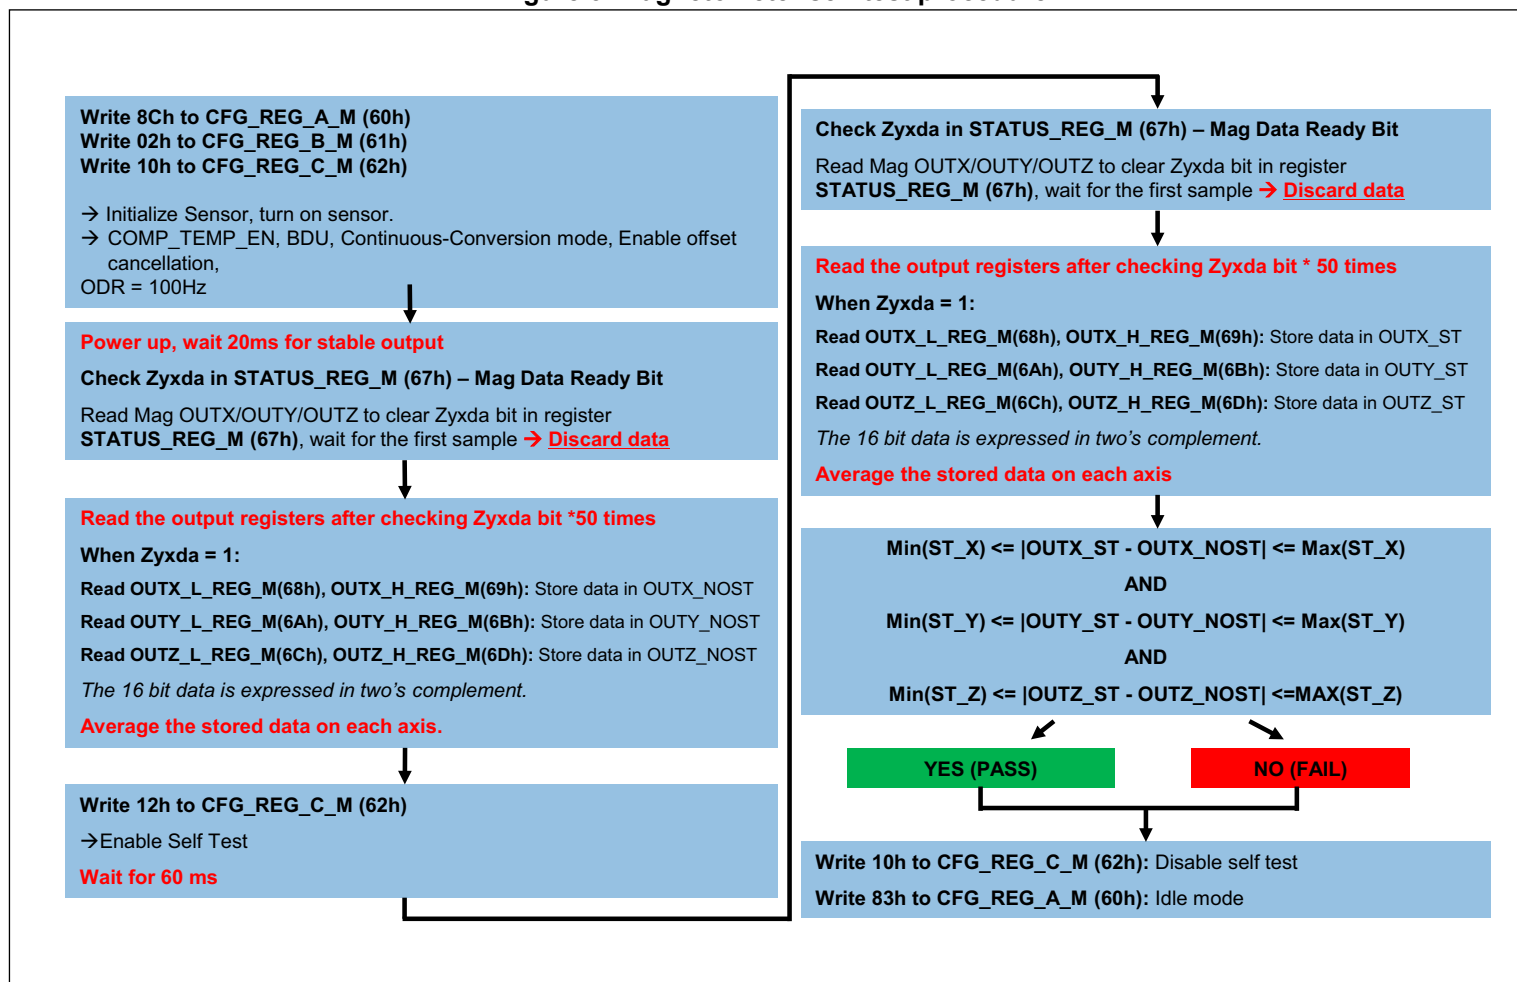 Write 8Ch to CFG_REG_A_M (60h)
Write 02h to CFG_REG_B_M (61h)
Write 10h to CFG_REG_C_M (62h)
→ Initialize Sensor, turn on sensor.
→ COMP_TEMP_EN, BDU, Continuous-Conversion mode, Enable offset
cancellation,
ODR = 100Hz
Power up, wait 20ms for stable output
Check Zyxda in STATUS_REG_M (67h) – Mag Data Ready Bit
Read Mag OUTX/OUTY/OUTZ to clear Zyxda bit in register
STATUS_REG_M (67h), wait for the first sample → Discard data
Read the output registers after checking Zyxda bit *50 times
When Zyxda = 1:
Read OUTX_L_REG_M(68h), OUTX_H_REG_M(69h): Store data in OUTX_NOST
Read OUTY_L_REG_M(6Ah), OUTY_H_REG_M(6Bh): Store data in OUTY_NOST
Read OUTZ_L_REG_M(6Ch), OUTZ_H_REG_M(6Dh): Store data in OUTZ_NOST
The 16 bit data is expressed in two's complement.
Average the stored data on each axis.
Write 12h to CFG_REG_C_M (62h)
→Enable Self Test
Wait for 60 ms
Check Zyxda in STATUS_REG_M (67h) – Mag Data Ready Bit
Read Mag OUTX/OUTY/OUTZ to clear Zyxda bit in register
STATUS_REG_M (67h), wait for the first sample → Discard data
Read the output registers after checking Zyxda bit * 50 times
When Zyxda = 1:
Read OUTX_L_REG_M(68h), OUTX_H_REG_M(69h): Store data in OUTX_ST
Read OUTY_L_REG_M(6Ah), OUTY_H_REG_M(6Bh): Store data in OUTY_ST
Read OUTZ_L_REG_M(6Ch), OUTZ_H_REG_M(6Dh): Store data in OUTZ_ST
The 16 bit data is expressed in two's complement.
Average the stored data on each axis
Min(ST_X) <= |OUTX_ST - OUTX_NOST| <= Max(ST_X)
AND
Min(ST_Y) <= |OUTY_ST - OUTY_NOST| <= Max(ST_Y)
AND
Min(ST_Z) <= |OUTZ_ST - OUTZ_NOST| <=MAX(ST_Z)
YES (PASS)
NO (FAIL)
Write 10h to CFG_REG_C_M (62h): Disable self test
Write 83h to CFG_REG_A_M (60h): Idle mode